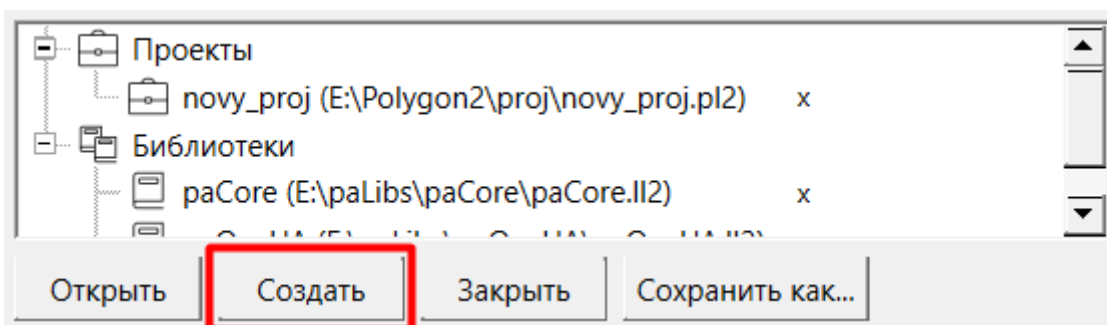 Проекты
novy_proj (E:\Polygon2\proj\novy_proj.pl2) x
Библиотеки
paCore (E:\paLibs\paCore\paCore.ll2) x
Открыть Создать Закрыть Сохранить как...